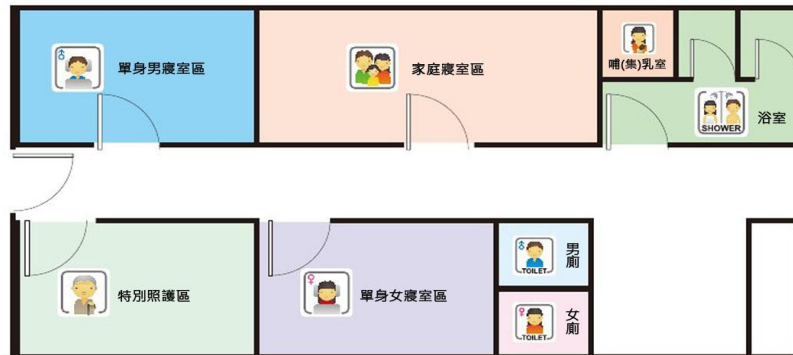 單身男寢室區
家庭寢室區
哺(集)乳室
SHOWER
浴室
特別照護區
單身女寢室區
TOILET
男廁
TOILET
女廁